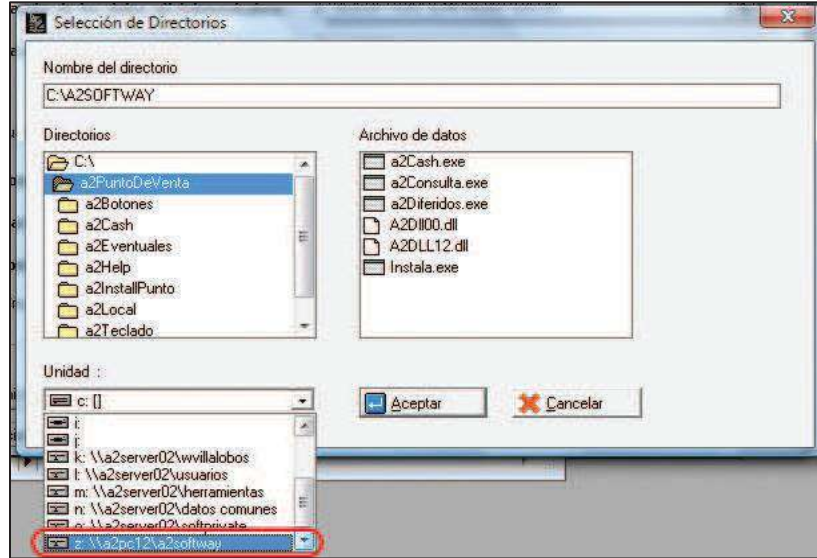 Selección de Directorios
Nombre del directorio
C:\A2SOFTWAY
Directorios
C:\
a2PuntoDeVenta
a2Botones
a2Cash
a2Eventuales
a2Help
a2InstallPunto
a2Local
a2Teclado
Archivo de datos
a2Cash.exe
a2Consulta.exe
a2Diferidos.exe
A2Dll00.dll
A2DLL12.dll
Instala.exe
Unidad :
c: []
Aceptar
Cancelar
i:
j:
k: \\a2server02\wvillalobos
l: \\a2server02\usuarios
m: \\a2server02\herramientas
n: \\a2server02\datos comunes
o: \\a2server02\softprivate
z: \\a2pc12\a2softway